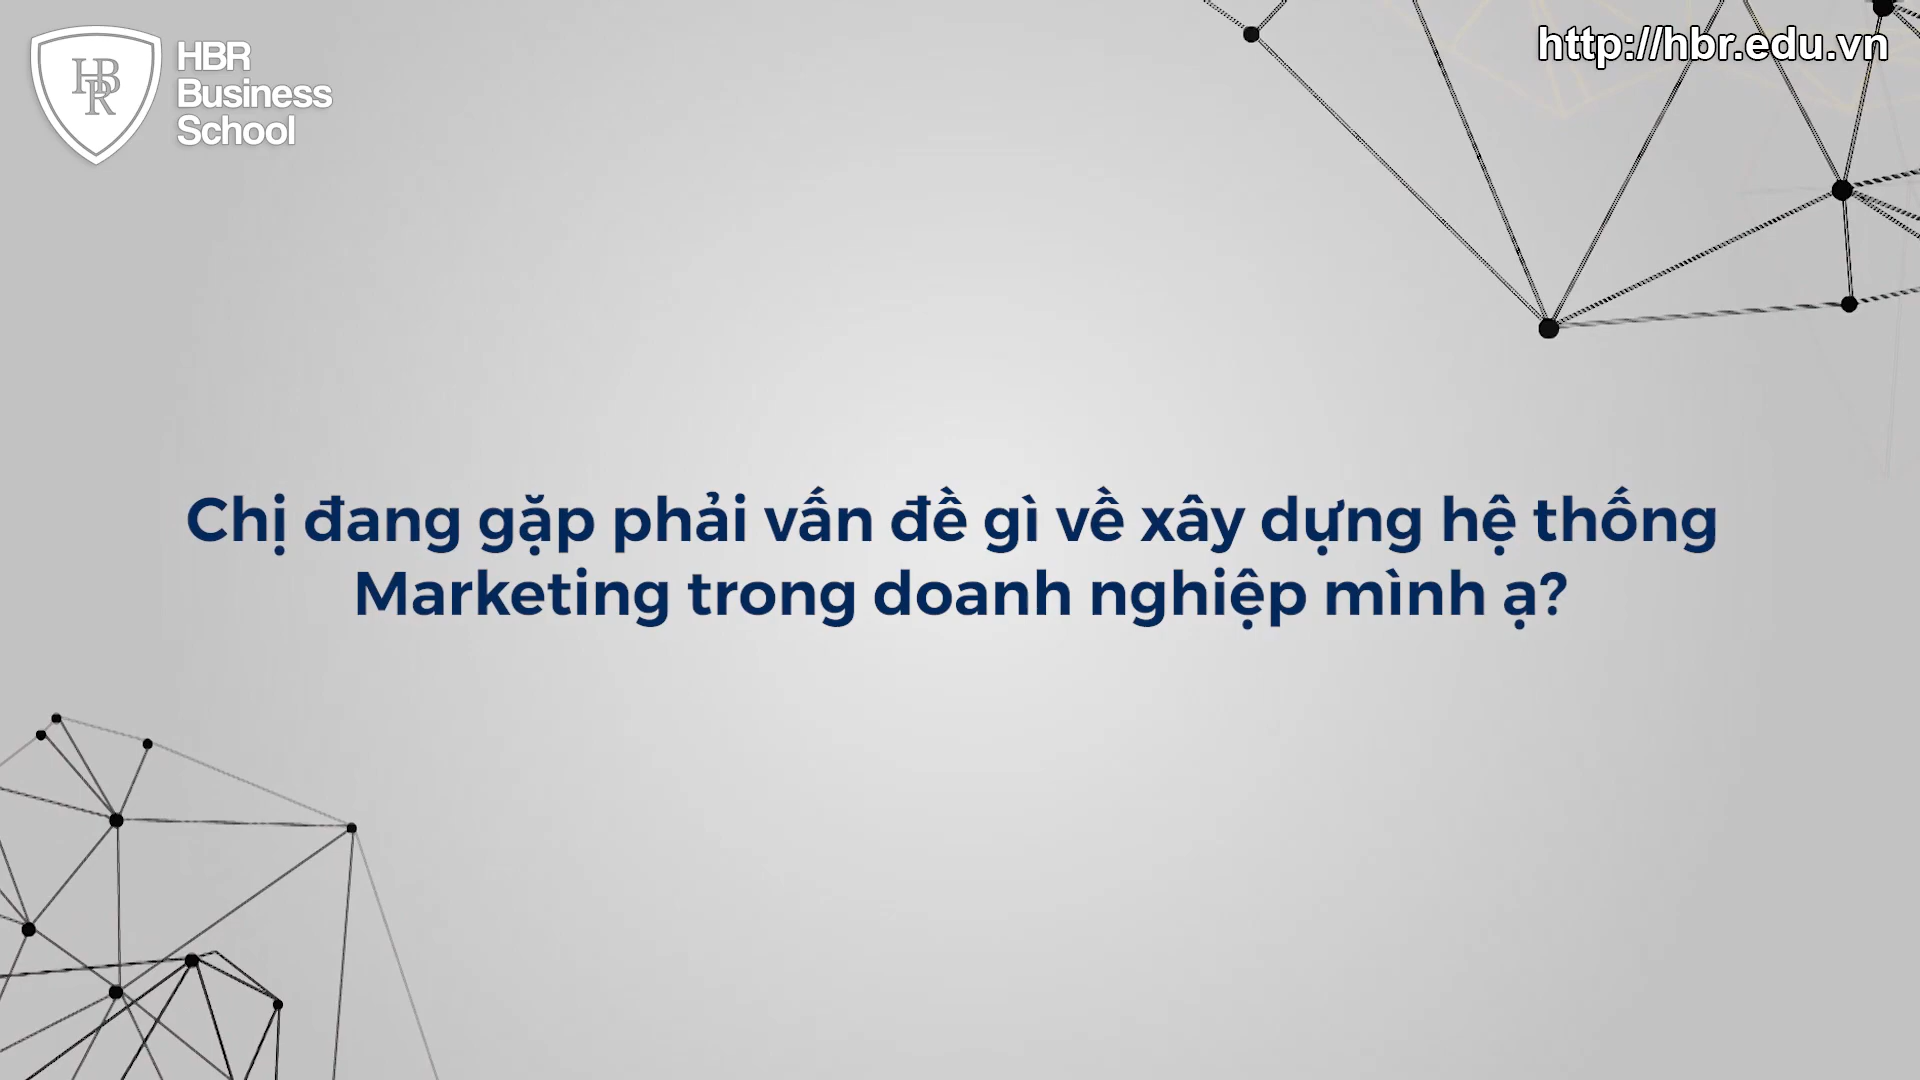 HBR
Business
School
HBR
http://hbr.edu.vn
Chị đang gặp phải vấn đề gì về xây dựng hệ thống
Marketing trong doanh nghiệp mình ạ?